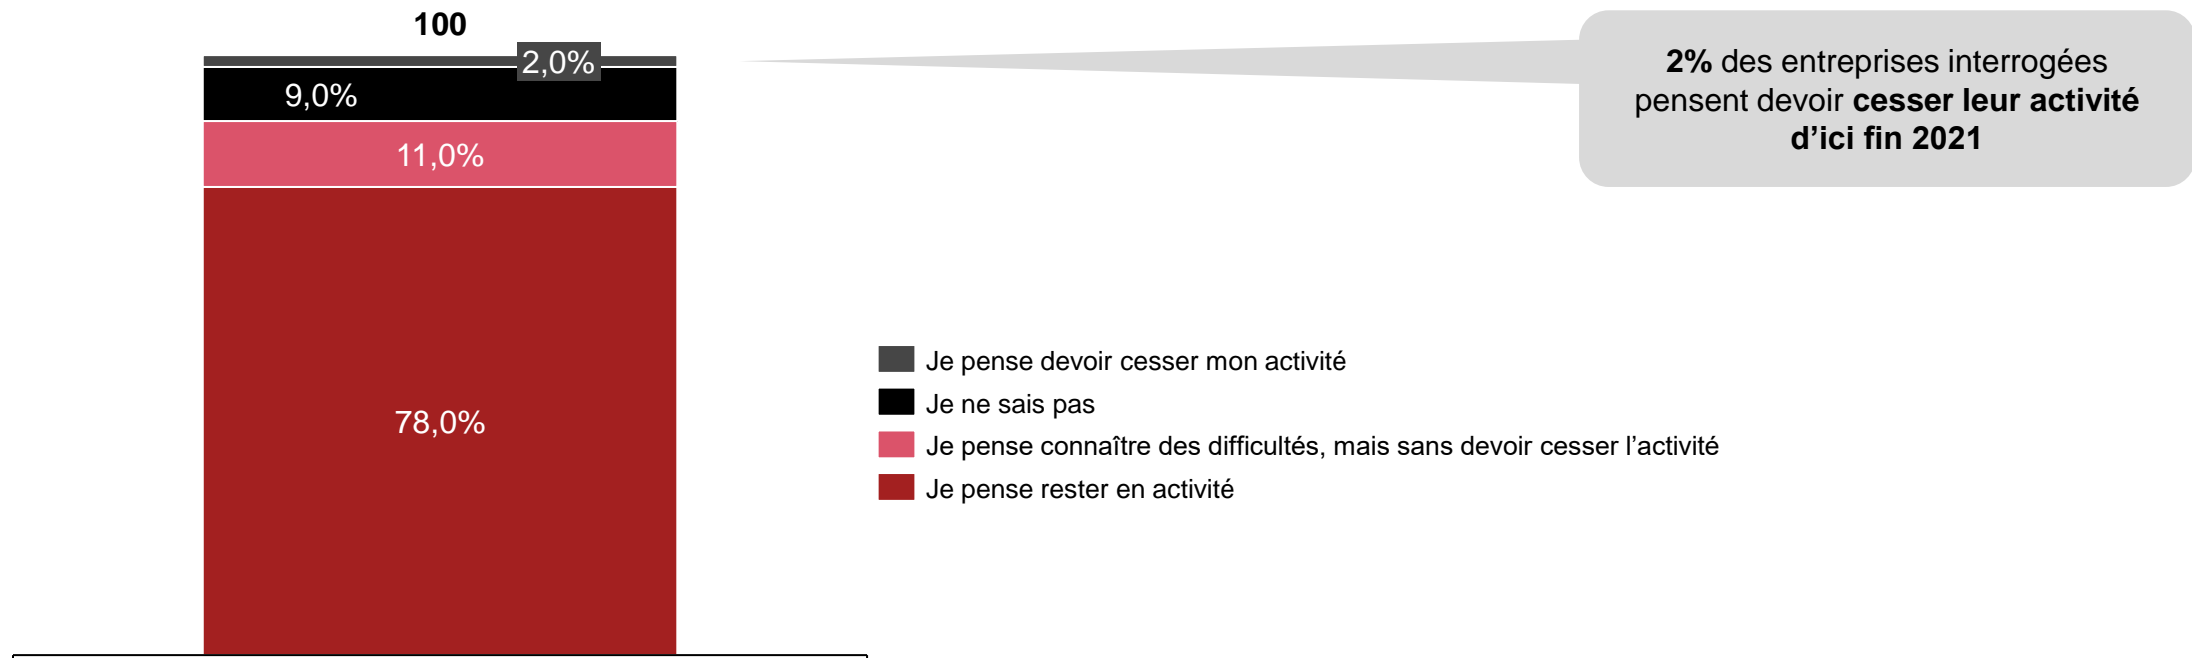 100
2,0%
9,0%
11,0%
78,0%
2% des entreprises interrogées
pensent devoir cesser leur activité
d’ici fin 2021
Je pense devoir cesser mon activité
Je ne sais pas
Je pense connaître des difficultés, mais sans devoir cesser l’activité
Je pense rester en activité